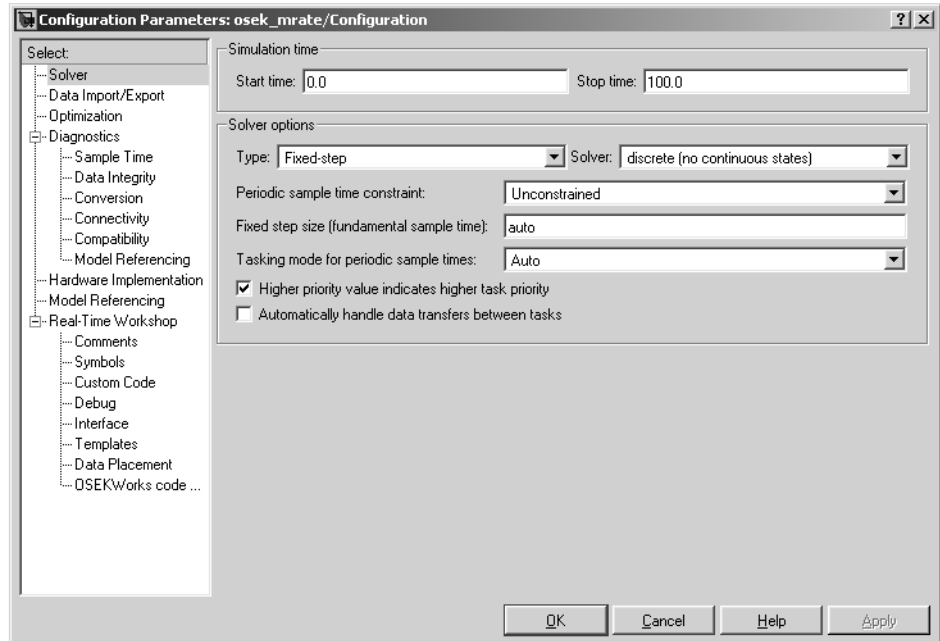 Configuration Parameters: osek_mrate/Configuration
Select:
Solver
Data Import/Export
Optimization
Diagnostics
Sample Time
Data Integrity
Conversion
Connectivity
Compatibility
Model Referencing
Hardware Implementation
Model Referencing
Real-Time Workshop
Comments
Symbols
Custom Code
Debug
Interface
Templates
Data Placement
OSEKWorks code ...
Simulation time
Start time: 0.0 Stop time: 100.0
Solver options
Type: Fixed-step Solver: discrete (no continuous states)
Periodic sample time constraint: Unconstrained
Fixed step size (fundamental sample time): auto
Tasking mode for periodic sample times: Auto
Higher priority value indicates higher task priority
Automatically handle data transfers between tasks
OK Cancel Help Apply